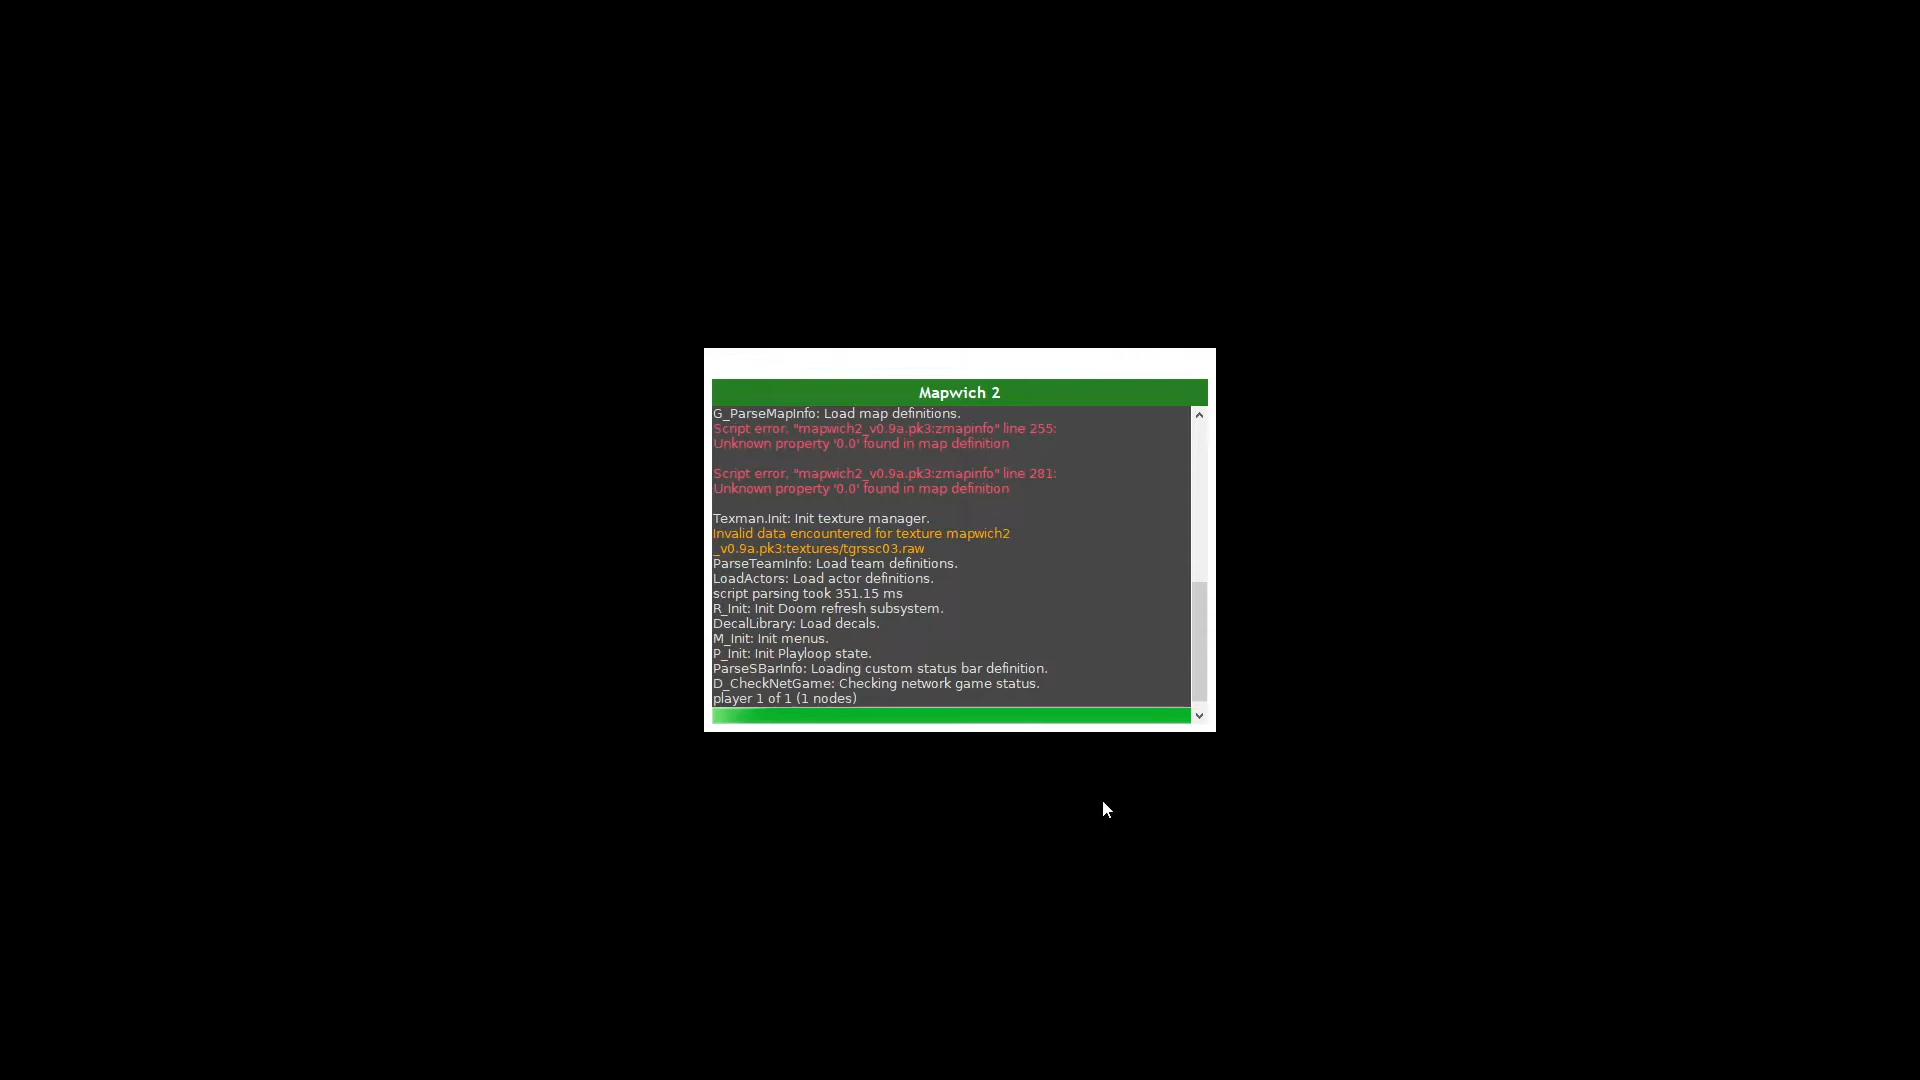 Mapwich 2
G_ParseMapInfo: Load map definitions.
Script error, "mapwich2_v0.9a.pk3:zmapinfo" line 255:
Unknown property '0.0' found in map definition
Script error, "mapwich2_v0.9a.pk3:zmapinfo" line 281:
Unknown property '0.0' found in map definition
Texman.Init: Init texture manager.
Invalid data encountered for texture mapwich2
_v0.9a.pk3:textures/tgrssc03.raw
ParseTeamInfo: Load team definitions.
LoadActors: Load actor definitions.
script parsing took 351.15 ms
R_Init: Init Doom refresh subsystem.
DecalLibrary: Load decals.
M_Init: Init menus.
P_Init: Init Playloop state.
ParseSBarInfo: Loading custom status bar definition.
D_CheckNetGame: Checking network game status.
player 1 of 1 (1 nodes)